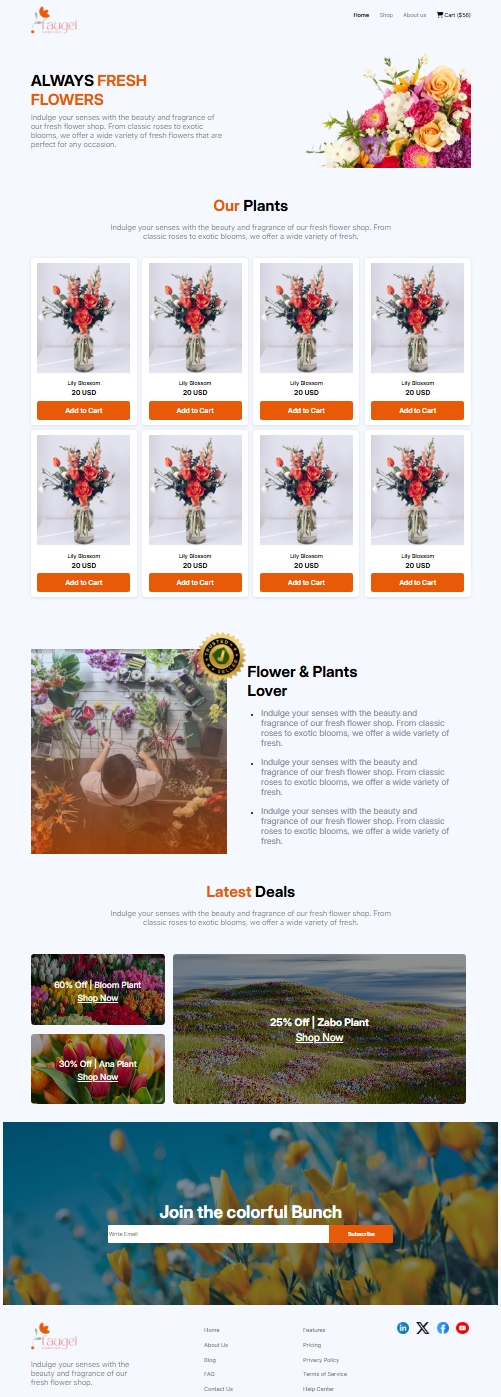 faugel
Home Shop About us Cart ($56)
ALWAYS FRESH
FLOWERS
Indulge your senses with the beauty and fragrance of
our fresh flower shop. From classic roses to exotic
blooms, we offer a wide variety of fresh flowers that are
perfect for any occasion.
Our Plants
Indulge your senses with the beauty and fragrance of our fresh flower shop. From
classic roses to exotic blooms, we offer a wide variety of fresh.
Lily Blossom Lily Blossom Lily Blossom Lily Blossom
20 USD 20 USD 20 USD 20 USD
Add to Cart Add to Cart Add to Cart Add to Cart
Lily Blossom Lily Blossom Lily Blossom Lily Blossom
20 USD 20 USD 20 USD 20 USD
Add to Cart Add to Cart Add to Cart Add to Cart
TRUSTED
SELLER
Flower & Plants
Lover
Indulge your senses with the beauty and
fragrance of our fresh flower shop. From classic
roses to exotic blooms, we offer a wide variety of
fresh.
Indulge your senses with the beauty and
fragrance of our fresh flower shop. From classic
roses to exotic blooms, we offer a wide variety of
fresh.
Indulge your senses with the beauty and
fragrance of our fresh flower shop. From classic
roses to exotic blooms, we offer a wide variety of
fresh.
Latest Deals
Indulge your senses with the beauty and fragrance of our fresh flower shop. From
classic roses to exotic blooms, we offer a wide variety of fresh.
60% Off | Bloom Plant
Shop Now
30% Off | Ana Plant
Shop Now
25% Off | Zabo Plant
Shop Now
Join the colorful Bunch
Write Email Subscribe
faugel
Indulge your senses with the
beauty and fragrance of our
fresh flower shop.
Home
About Us
Blog
FAQ
Contact Us
Features
Pricing
Privacy Policy
Terms of Service
Help Center
in X f